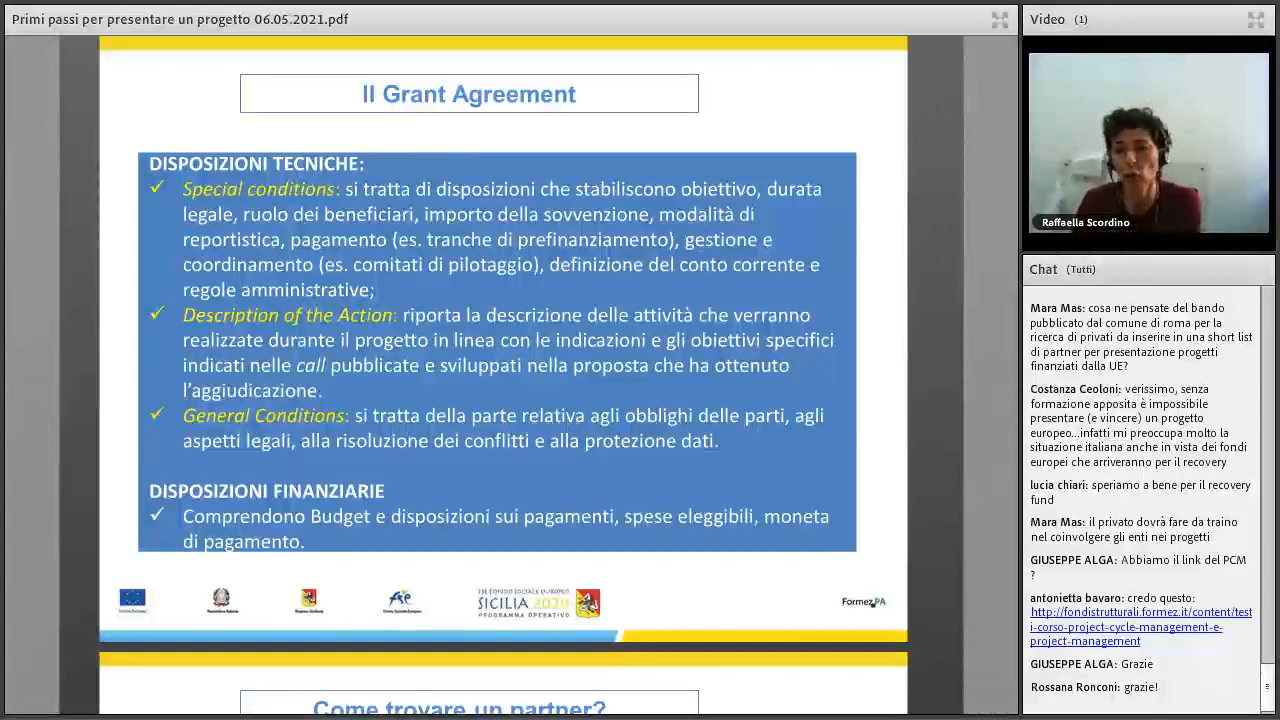 Primi passi per presentare un progetto 06.05.2021.pdf
Il Grant Agreement
DISPOSIZIONI TECNICHE:
✓ Special conditions: si tratta di disposizioni che stabiliscono obiettivo, durata
legale, ruolo dei beneficiari, importo della sovvenzione, modalità di
reportistica, pagamento (es. tranche di prefinanziamento), gestione e
coordinamento (es. comitati di pilotaggio), definizione del conto corrente e
regole amministrative;
✓ Description of the Action: riporta la descrizione delle attività che verranno
realizzate durante il progetto in linea con le indicazioni e gli obiettivi specifici
indicati nelle call pubblicate e sviluppati nella proposta che ha ottenuto
l'aggiudicazione.
✓ General Conditions: si tratta della parte relativa agli obblighi delle parti, agli
aspetti legali, alla risoluzione dei conflitti e alla protezione dati.
DISPOSIZIONI FINANZIARIE
✓ Comprendono Budget e disposizioni sui pagamenti, spese eleggibili, moneta
di pagamento.
SICILIA 2020
PROGRAMMA OPERATIVO
Formez PA
Come trovare un partner?
Video (1)
Raffaella Scordino
Chat (Tutti)
Mara Mas: cosa ne pensate del bando
pubblicato dal comune di roma per la
ricerca di privati da inserire in una short list
di partner per presentazione progetti
finanziati dalla UE?
Costanza Ceoloni: verissimo, senza
formazione apposita è impossibile
presentare (e vincere) un progetto
europeo...infatti mi preoccupa molto la
situazione italiana anche in vista dei fondi
europei che arriveranno per il recovery
lucia chiari: speriamo a bene per il recovery
fund
Mara Mas: il privato dovrà fare da traino
nel coinvolgere gli enti nei progetti
GIUSEPPE ALGA: Abbiamo il link del PCM
?
antonietta bavaro: credo questo:
http://fondistrutturali.formez.it/content/test
i-corso-project-cycle-management-e-
project-management
GIUSEPPE ALGA: Grazie
Rossana Ronconi: grazie!